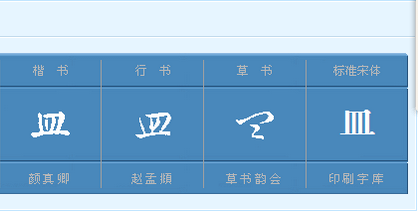 楷 书 行 书 草 书 标准宋体
皿 皿 皿 皿
颜真卿 赵孟頫 草书韵会 印刷字库